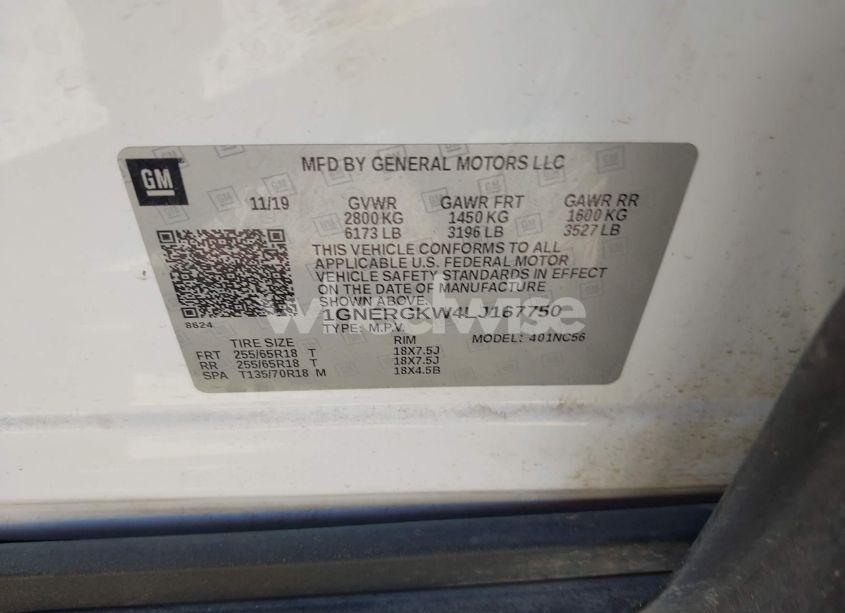 GM
MFD BY GENERAL MOTORS LLC
11/19 GVWR GAWR FRT GAWR RR
2800 KG 1450 KG 1600 KG
6173 LB 3196 LB 3527 LB
THIS VEHICLE CONFORMS TO ALL
APPLICABLE U.S. FEDERAL MOTOR
VEHICLE SAFETY STANDARDS IN EFFECT
ON THE DATE OF MANUFACTURE
SHOWN ABOVE.
8624
1GNERGKW4LJ167750
TYPE: M.P.V. MODEL: 401NC56
TIRE SIZE RIM
FRT 255/65R18 T 18X7.5J
RR 255/65R18 T 18X7.5J
SPA T135/70R18 M 18X4.5B